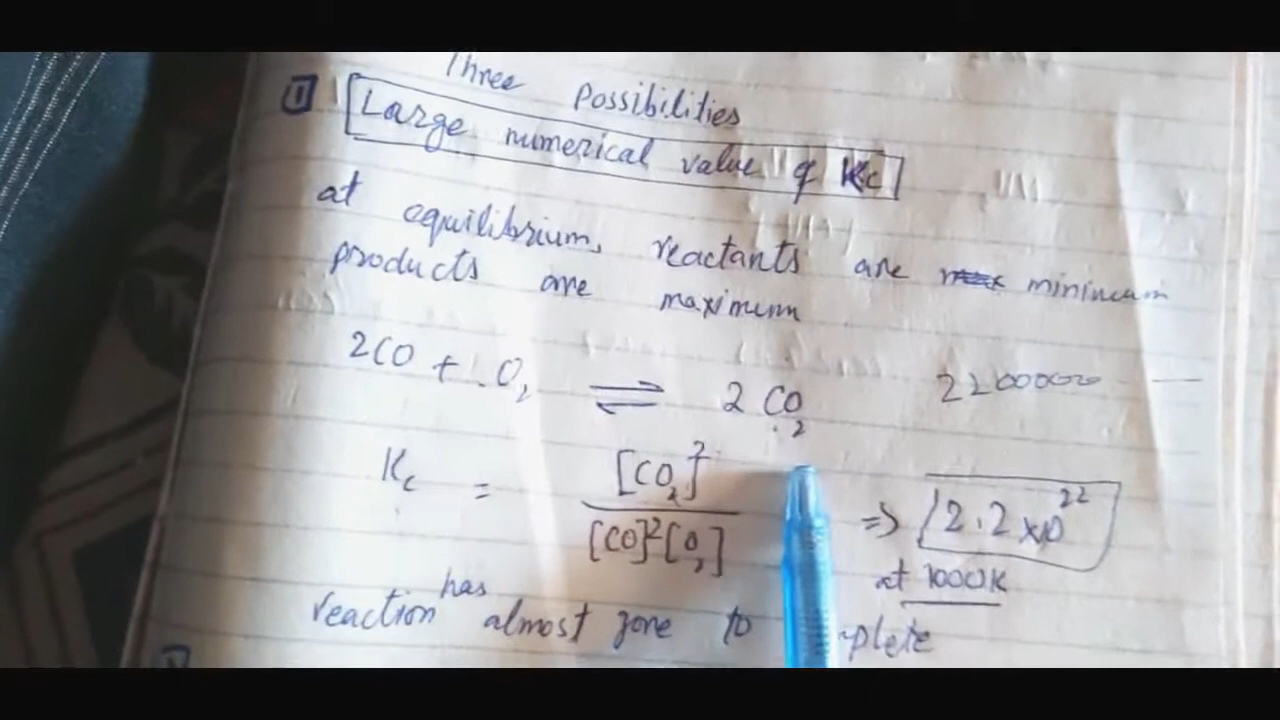 Three Possibilities
1 Large numerical value of Kc
at equilibrium, reactants are minimum
products are maximum
2CO + O₂ ⇌ 2CO₂ 2200000
Kc = [CO₂]² / [CO]²[O₂] ⇒ 2.2 x10²²
at 1000K
reaction has almost gone to plete